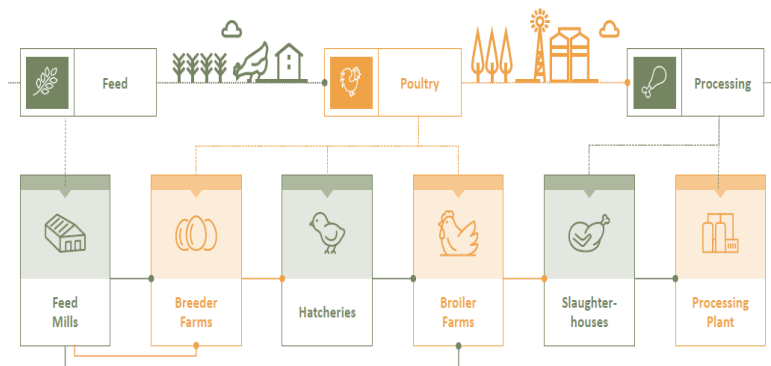 Feed
Poultry
Processing
Feed
Mills
Breeder
Farms
Hatcheries
Broiler
Farms
Slaughter-
houses
Processing
Plant